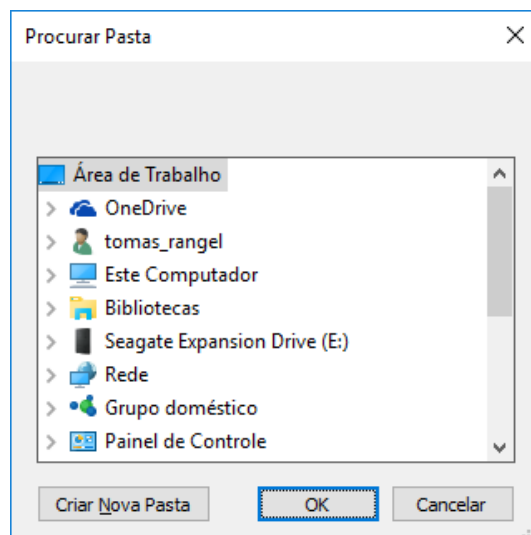 Procurar Pasta
Área de Trabalho
OneDrive
tomas_rangel
Este Computador
Bibliotecas
Seagate Expansion Drive (E:)
Rede
Grupo doméstico
Painel de Controle
Criar Nova Pasta OK Cancelar